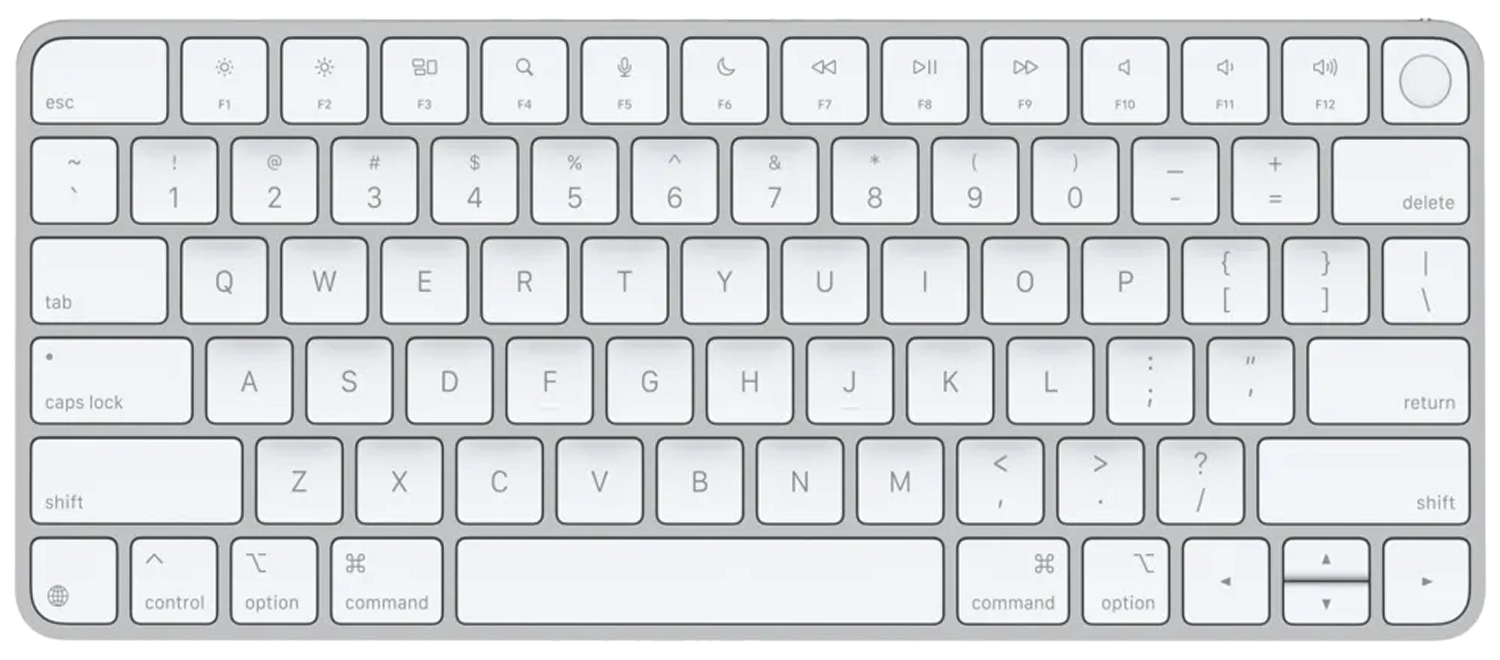 esc F1 F2 F3 F4 F5 F6 F7 F8 F9 F10 F11 F12
~ ! @ # $ % ^ & * ( ) — +
` 1 2 3 4 5 6 7 8 9 0 - = delete
tab Q W E R T Y U I O P { } |
[ ] \
caps lock A S D F G H J K L : " return
; '
shift Z X C V B N M < > ? shift
, . /
^ ⌥ ⌘ ⌘ ⌥ ◀ ▲ ▶
control option command command option ▼